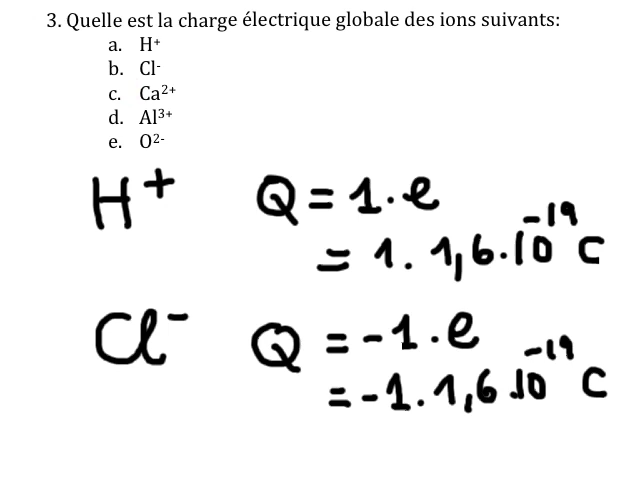 3. Quelle est la charge électrique globale des ions suivants:
a. H⁺
b. Cl⁻
c. Ca²⁺
d. Al³⁺
e. O²⁻
H⁺ Q = 1.e
= 1. 1,6.10⁻¹⁹ C
Cl⁻ Q = -1.e
= -1. 1,6.10⁻¹⁹ C